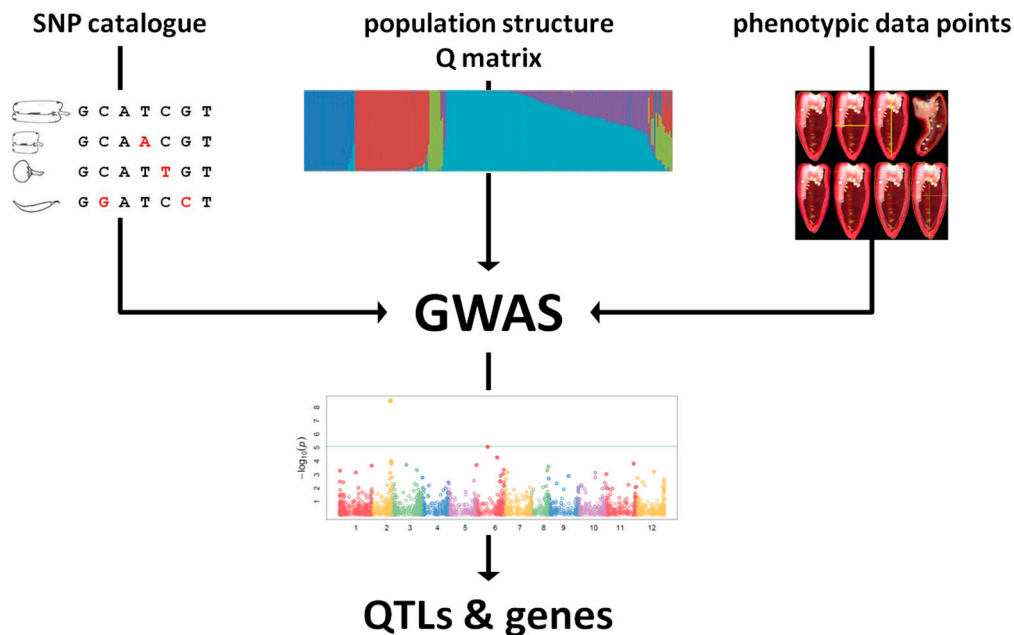 SNP catalogue
population structure
Q matrix
phenotypic data points
G C A T C G T
G C A A C G T
G C A T T G T
G G A T C C T
GWAS
8
7
6
5
4
3
2
1
−log10(p)
1 2 3 4 5 6 7 8 9 10 11 12
QTLs & genes